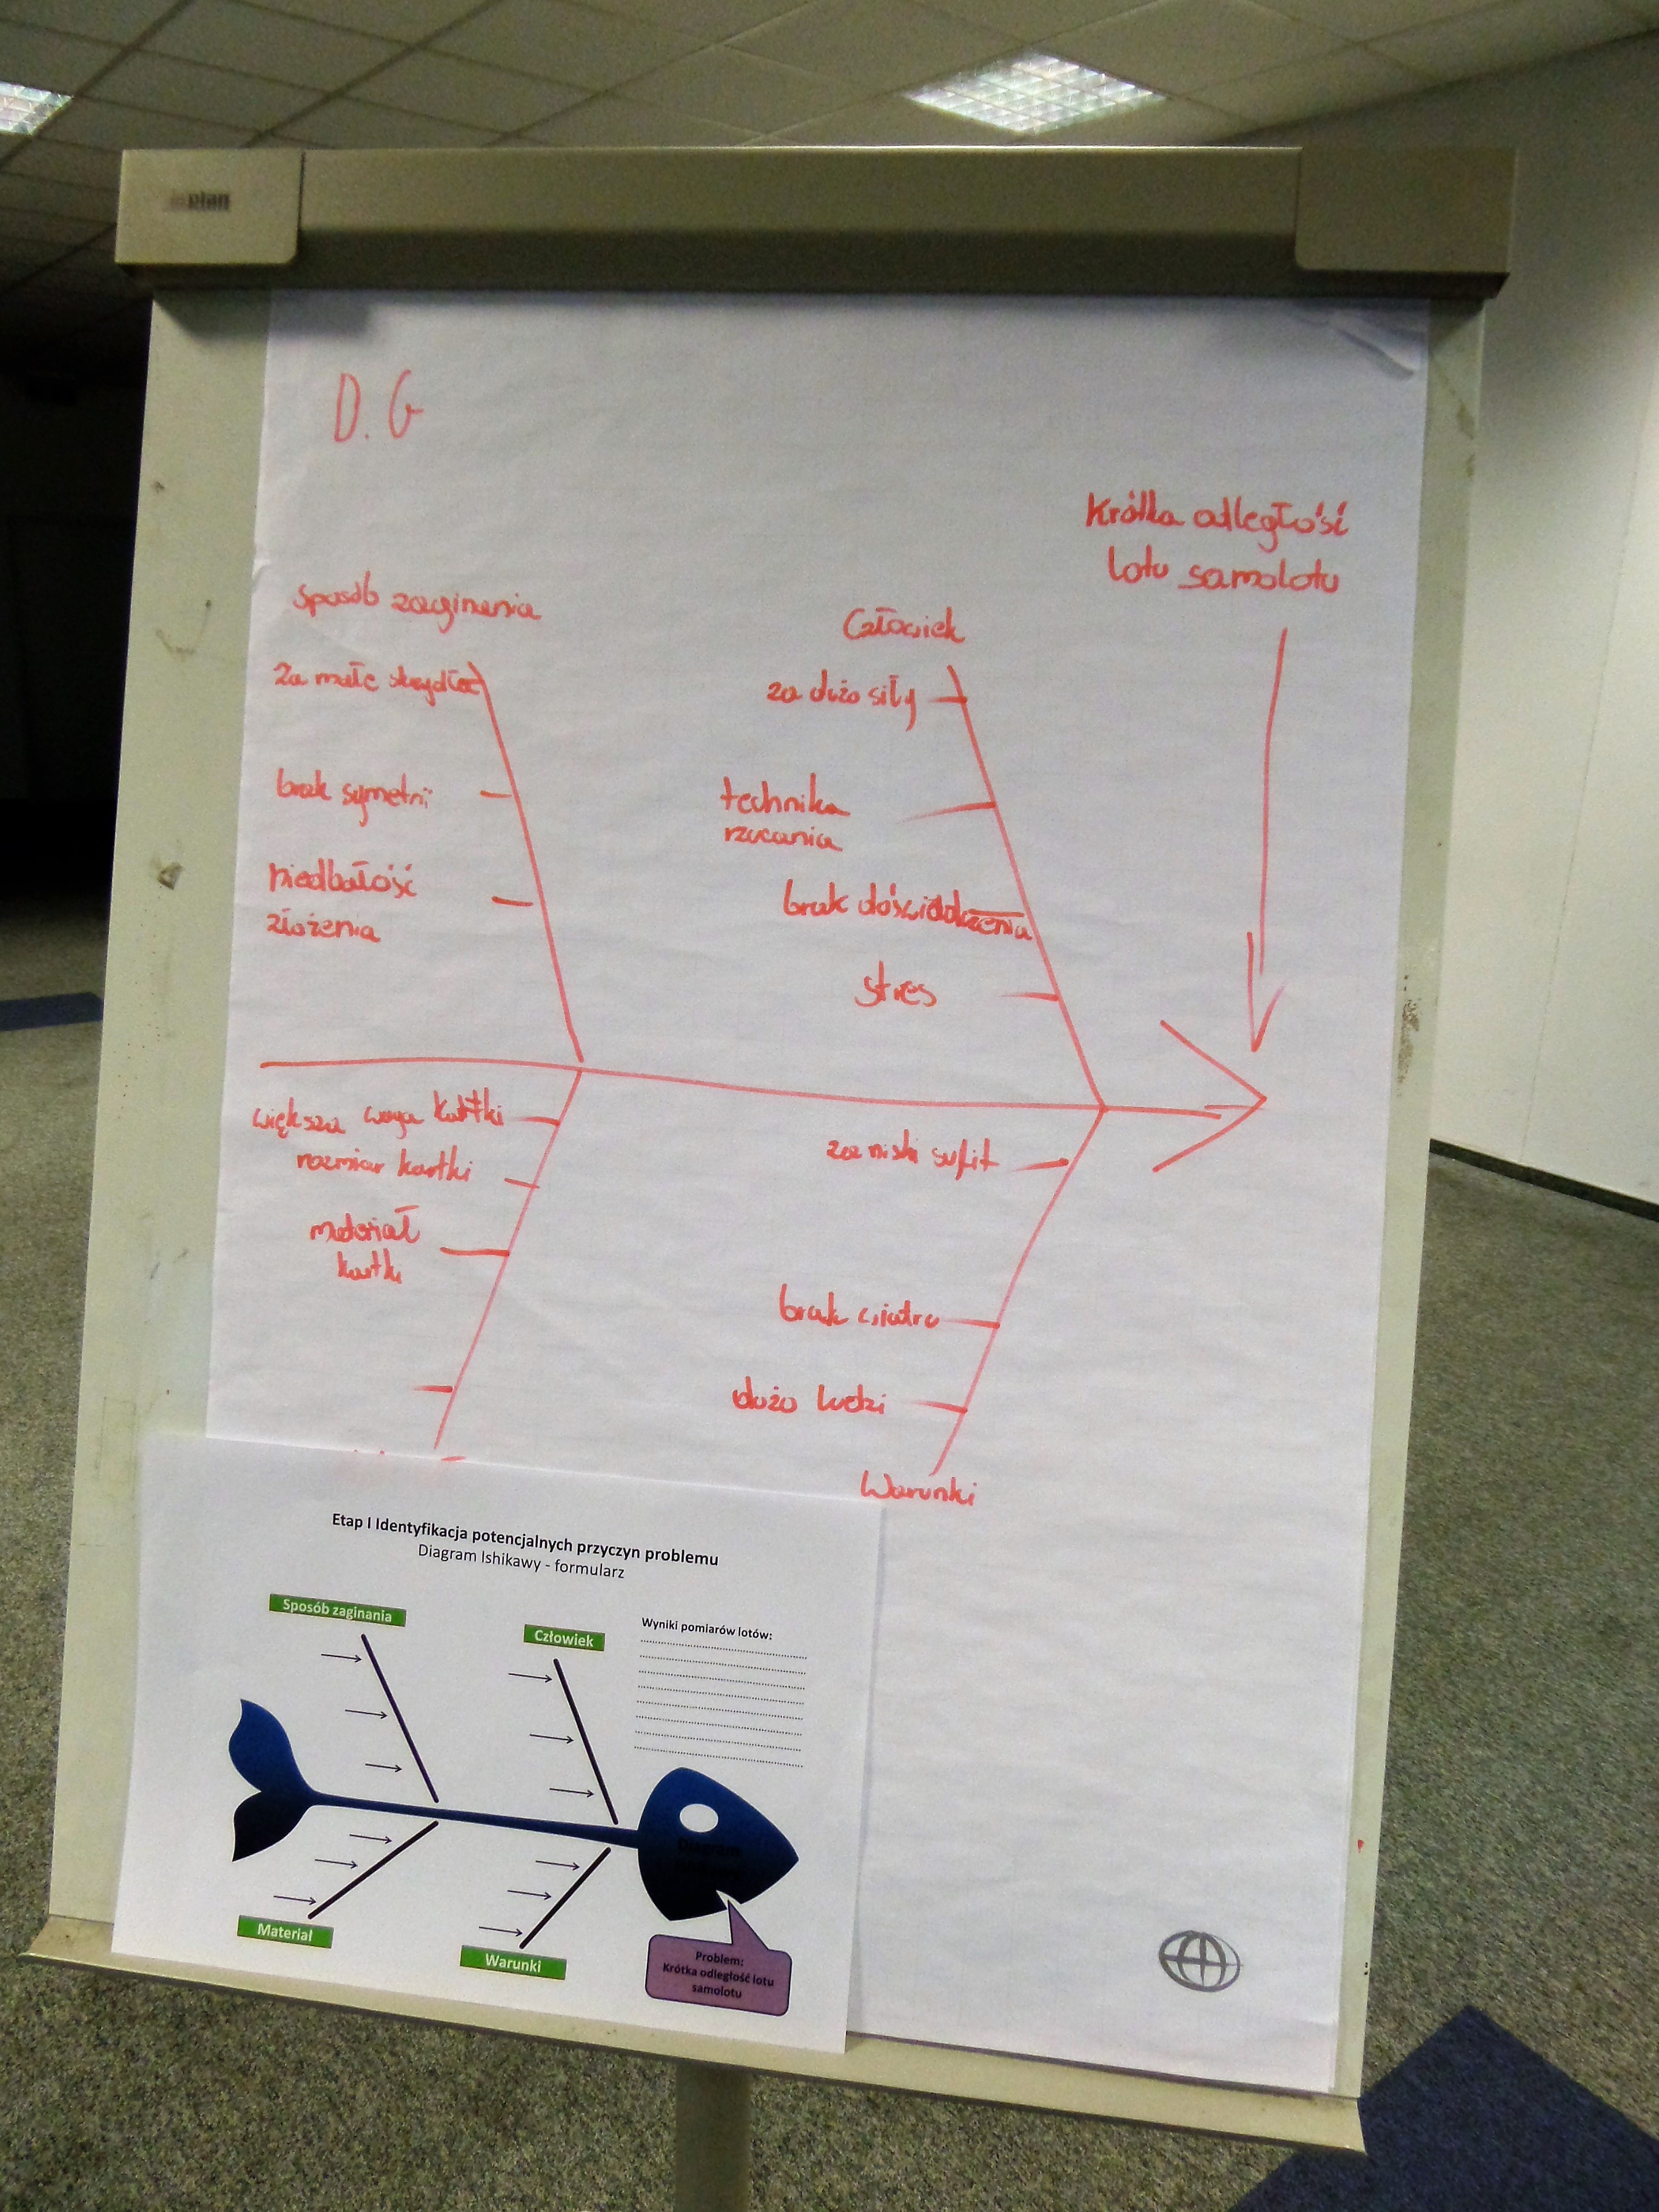 plan
D. G
Krótka odległość
lotu samolotu
Sposób zaginania
Człowiek
za małe skrzydła
za dużo siły
brak symetrii
technika
rzucania
niedbałość
złożenia
brak doświadczenia
stres
większa waga kartki
rozmiar kartki
za niski sufit
materiał
kartki
brak wiatru
dużo ludzi
Warunki
Etap I Identyfikacja potencjalnych przyczyn problemu
Diagram Ishikawy - formularz
Sposób zaginania
Człowiek
Wyniki pomiarów lotów:
Diagram
Materiał
Warunki
Problem:
Krótka odległość lotu
samolotu